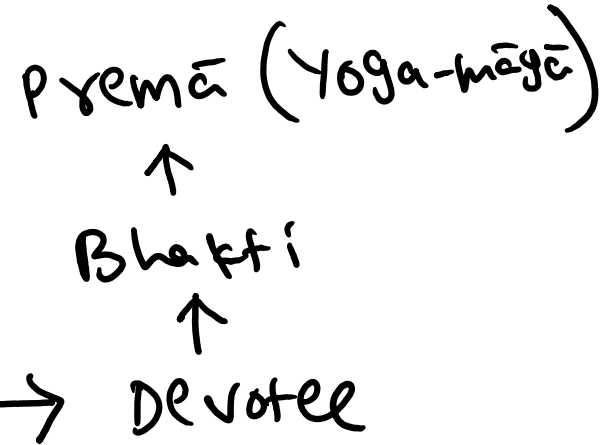 Premā (Yoga-māyā)
↑
Bhakti
↑
→ Devotee